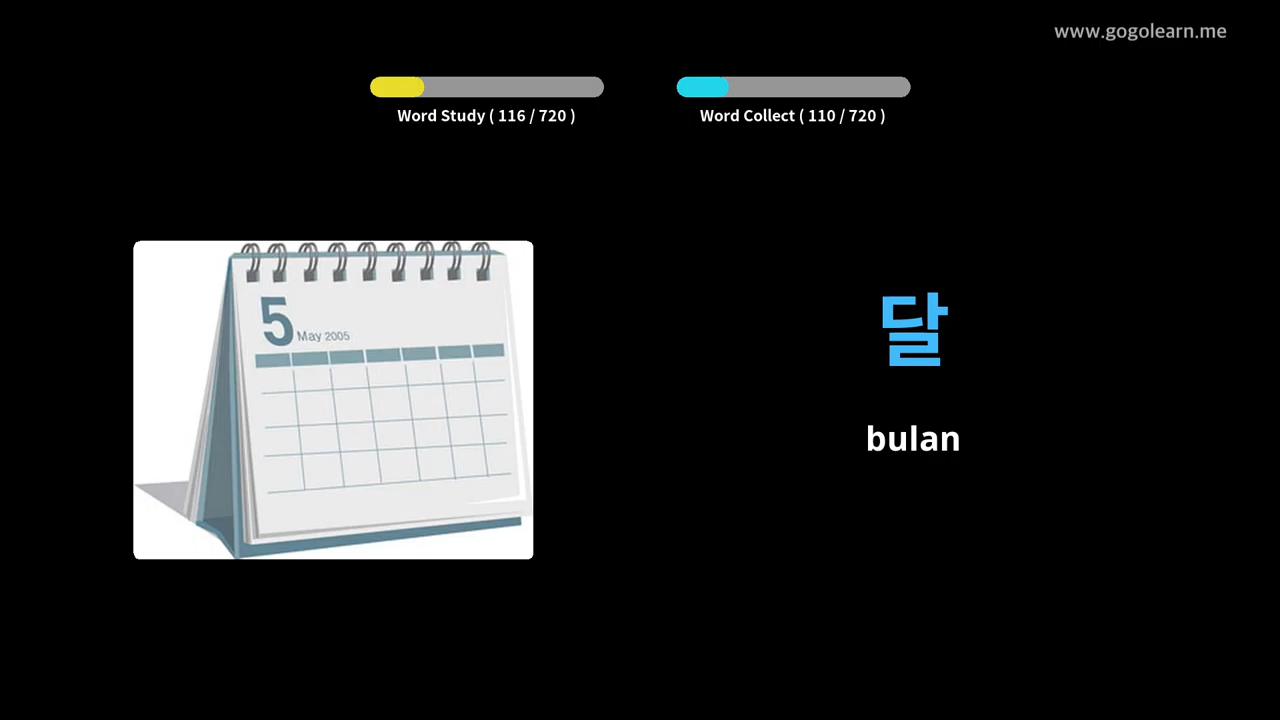 www.gogolearn.me
Word Study ( 116 / 720 )
Word Collect ( 110 / 720 )
5 May 2005
달
bulan